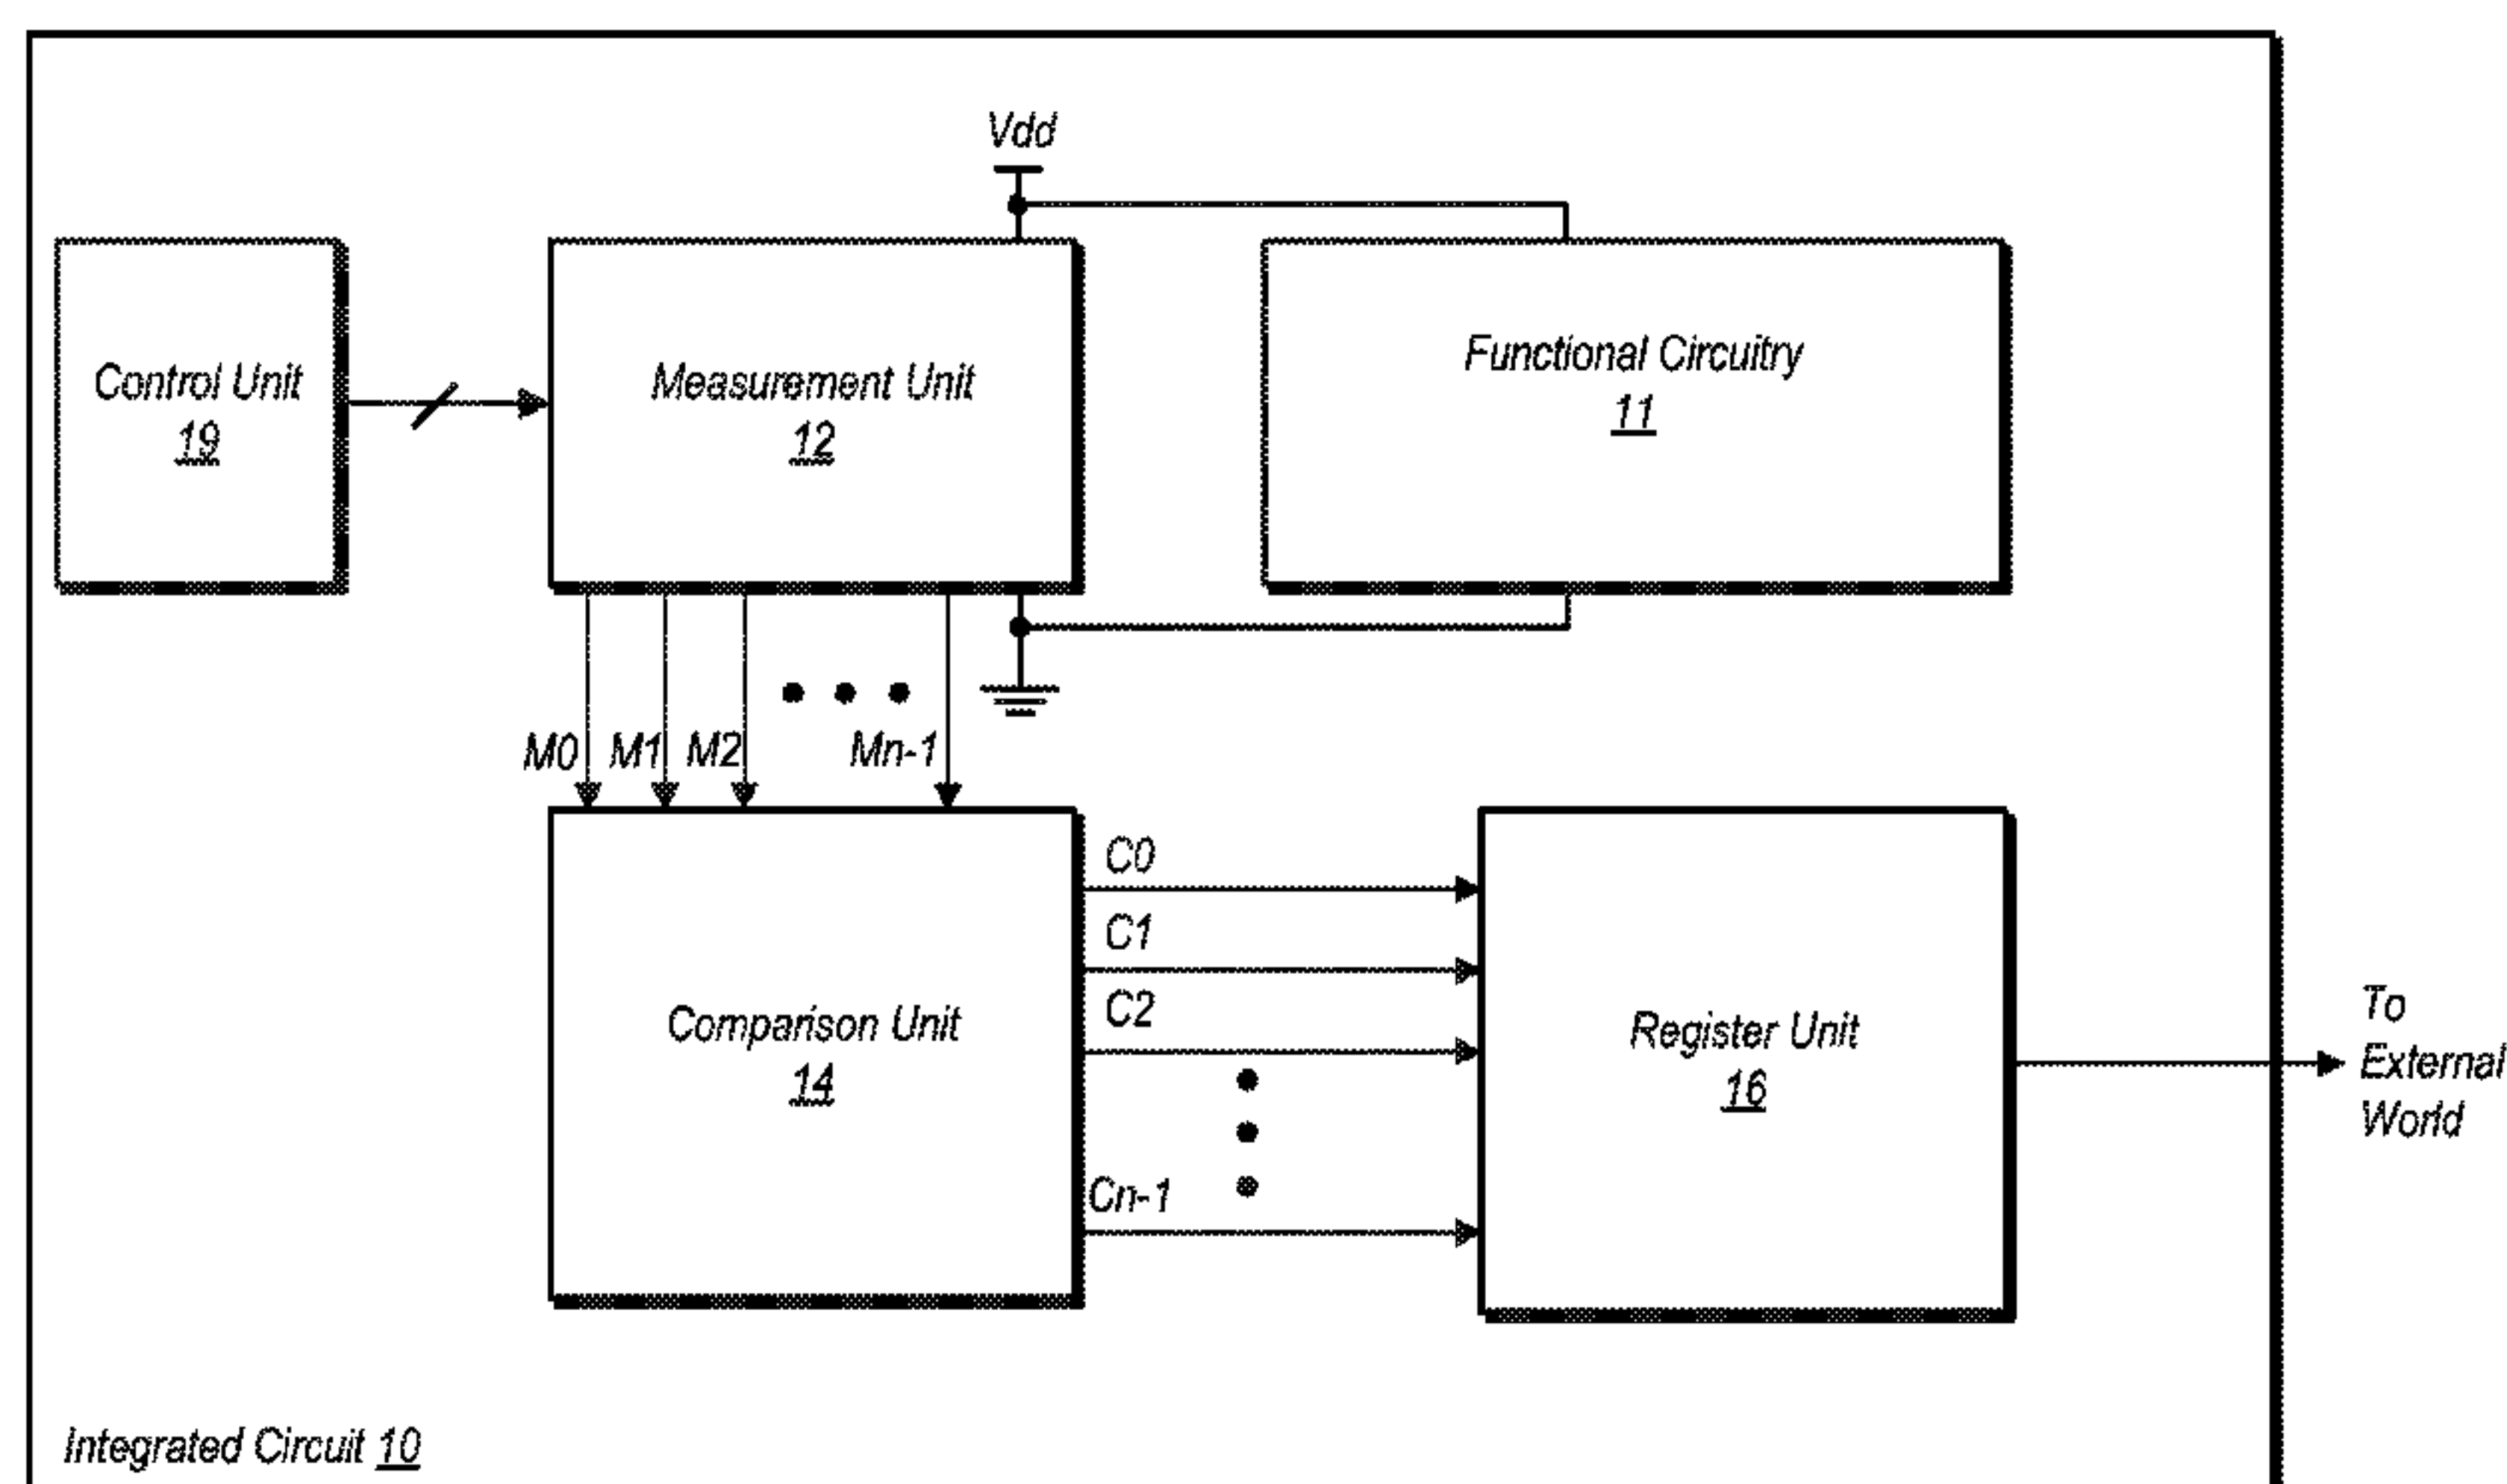 Vdd
Control Unit
19
Measurement Unit
12
Functional Circuitry
11
M0 M1 M2 Mn-1
C0
C1
C2
Cn-1
Comparison Unit
14
Register Unit
16
To
External
World
Integrated Circuit 10